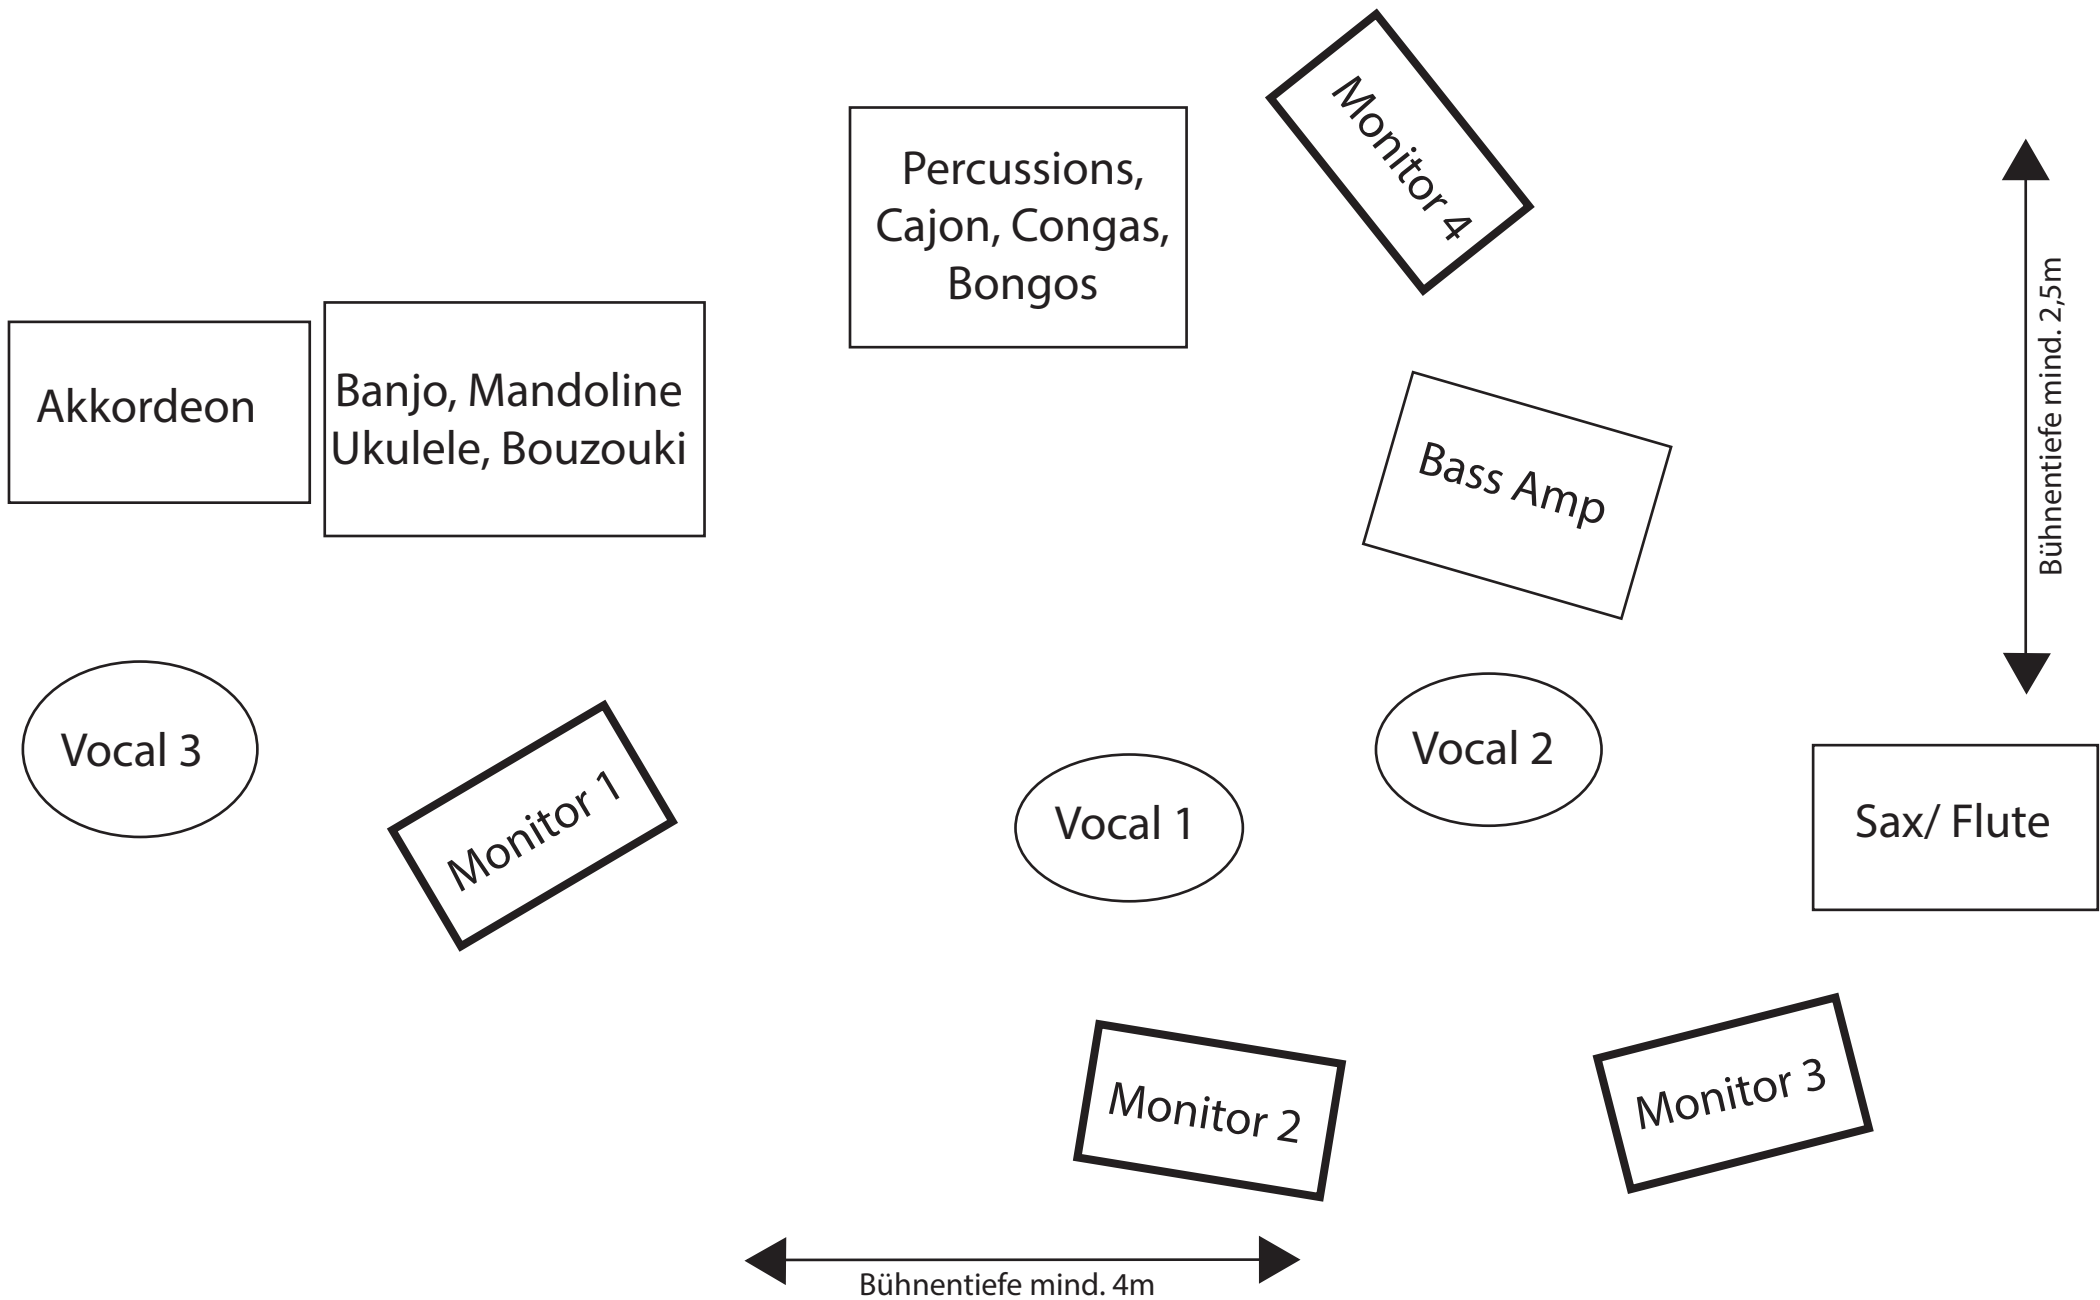 Monitor 4
Percussions,
Cajon, Congas,
Bongos
Bühnentiefe mind. 2,5m
Akkordeon
Banjo, Mandoline
Ukulele, Bouzouki
Bass Amp
Vocal 3
Monitor 1
Vocal 1
Vocal 2
Sax/ Flute
Monitor 2
Monitor 3
Bühnentiefe mind. 4m